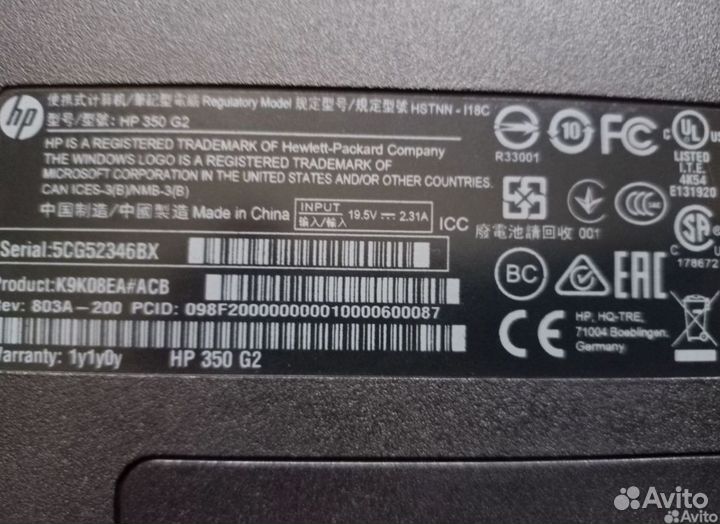 hp
便携式计算机/筆記型電腦 Regulatory Model 规定型号/規定型號 HSTNN - I18C
型号/型號: HP 350 G2
HP IS A REGISTERED TRADEMARK OF Hewlett-Packard Company
THE WINDOWS LOGO IS A REGISTERED TRADEMARK OF
MICROSOFT CORPORATION IN THE UNITED STATES AND/OR OTHER COUNTRIES.
CAN ICES-3(B)/NMB-3(B)
中国制造/中國製造 Made in China
INPUT
输入/輸入
19.5V 2.31A
ICC
Serial: 5CG52346BX
Product: K9K08EA#ACB
Rev: 803A-200 PCID: 098F2000000000010000600087
Warranty: 1y1y0y HP 350 G2
R33001
10
FC
UL
LISTED
I.T.E.
4K54
E131920
廢電池請回收 001
CCC
SA
178672
BC
EAC
CE
HP, HQ-TRE,
71004 Boeblingen,
Germany
Avito
Avito